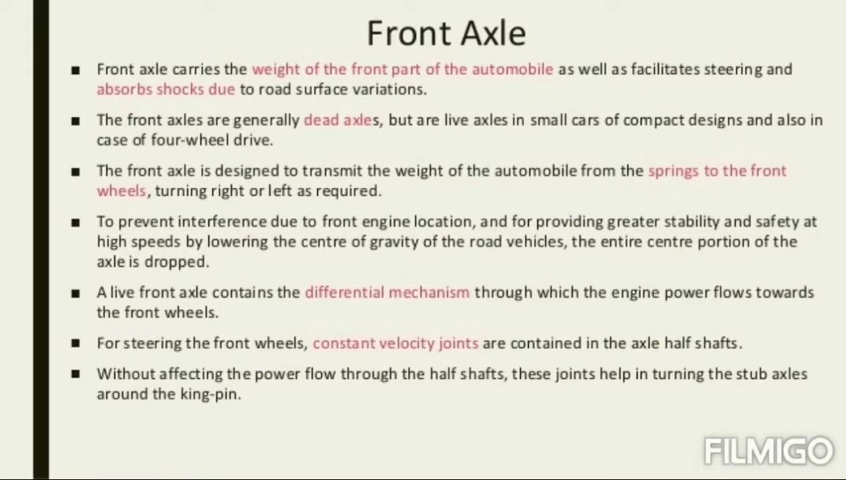 Front Axle
■ Front axle carries the weight of the front part of the automobile as well as facilitates steering and
absorbs shocks due to road surface variations.
■ The front axles are generally dead axles, but are live axles in small cars of compact designs and also in
case of four-wheel drive.
■ The front axle is designed to transmit the weight of the automobile from the springs to the front
wheels, turning right or left as required.
■ To prevent interference due to front engine location, and for providing greater stability and safety at
high speeds by lowering the centre of gravity of the road vehicles, the entire centre portion of the
axle is dropped.
■ A live front axle contains the differential mechanism through which the engine power flows towards
the front wheels.
■ For steering the front wheels, constant velocity joints are contained in the axle half shafts.
■ Without affecting the power flow through the half shafts, these joints help in turning the stub axles
around the king-pin.
FILMIGO